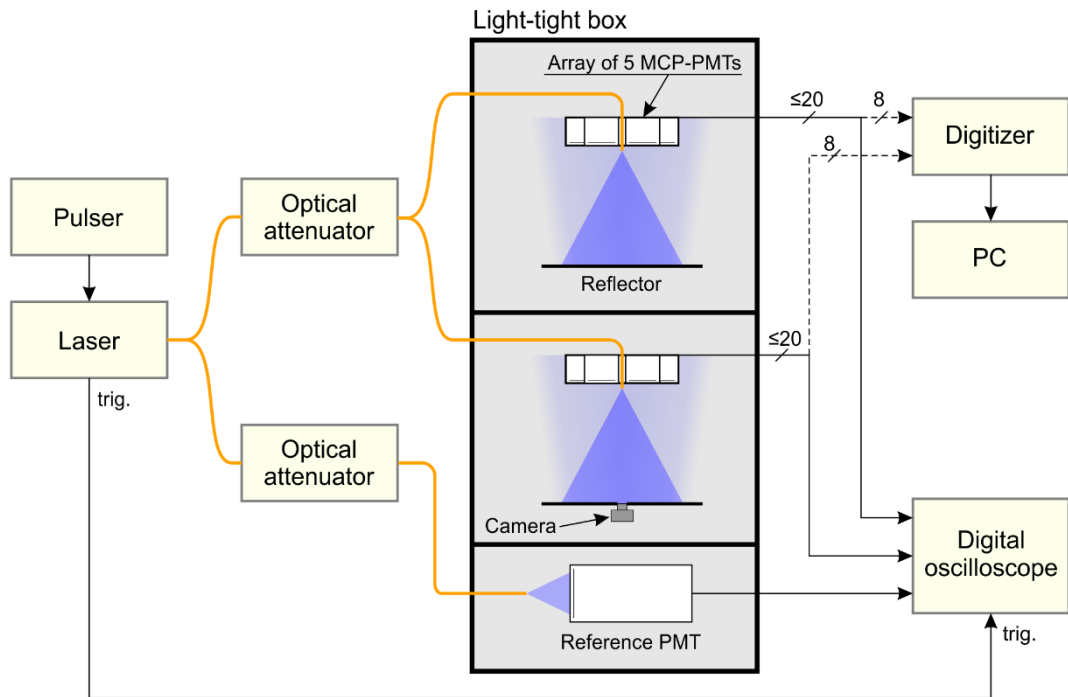 Light-tight box
Array of 5 MCP-PMTs
≤20
8
8
Digitizer
Pulser
Optical
attenuator
PC
Reflector
Laser
≤20
trig.
Optical
attenuator
Camera
Digital
oscilloscope
Reference PMT
trig.